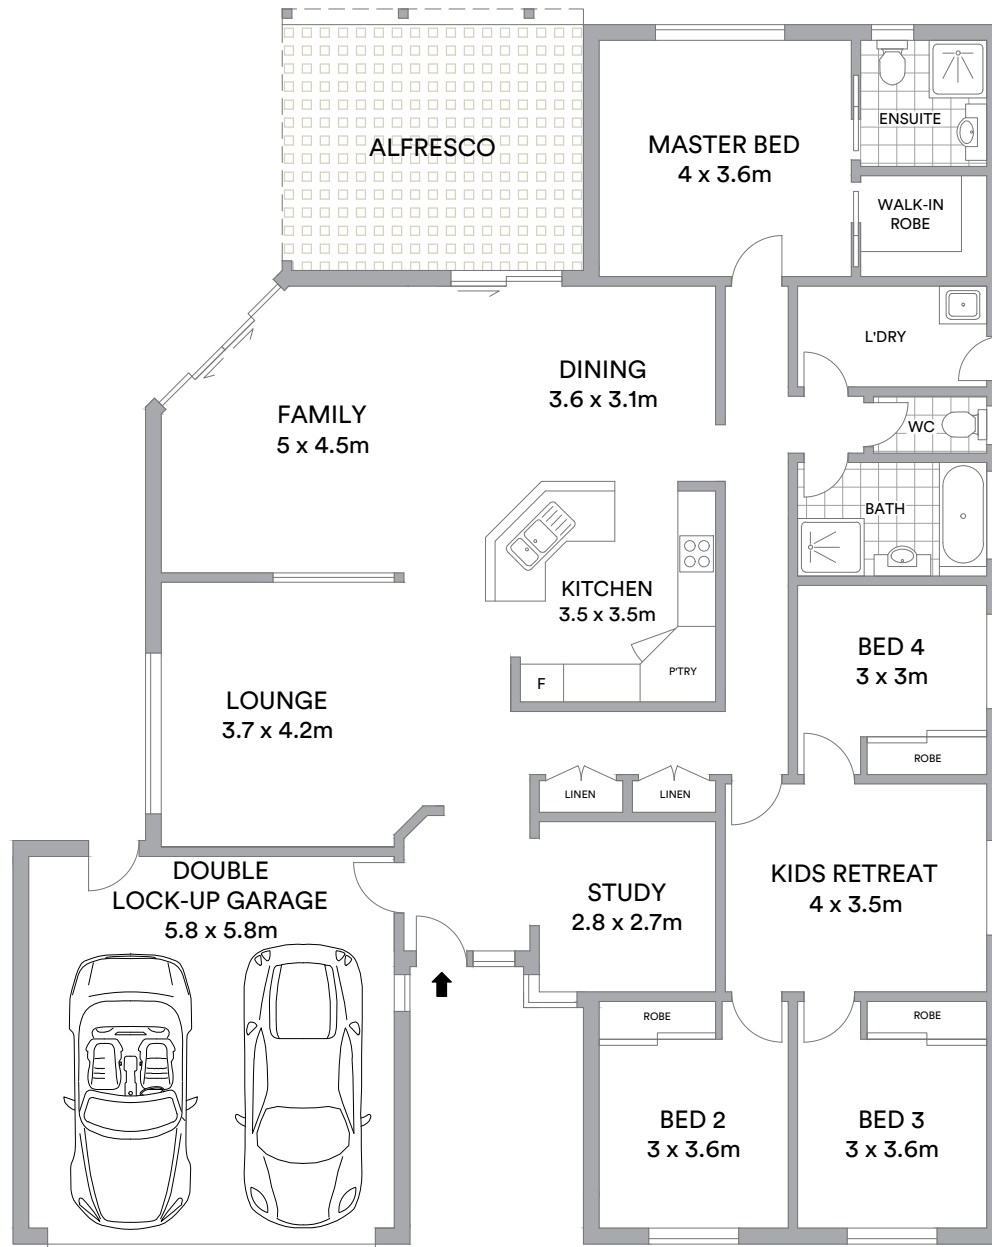 ALFRESCO
MASTER BED
4 x 3.6m
ENSUITE
WALK-IN
ROBE
L'DRY
DINING
3.6 x 3.1m
FAMILY
5 x 4.5m
WC
BATH
KITCHEN
3.5 x 3.5m
P'TRY
F
BED 4
3 x 3m
ROBE
LOUNGE
3.7 x 4.2m
LINEN
LINEN
DOUBLE
LOCK-UP GARAGE
5.8 x 5.8m
STUDY
2.8 x 2.7m
KIDS RETREAT
4 x 3.5m
ROBE
ROBE
BED 2
3 x 3.6m
BED 3
3 x 3.6m